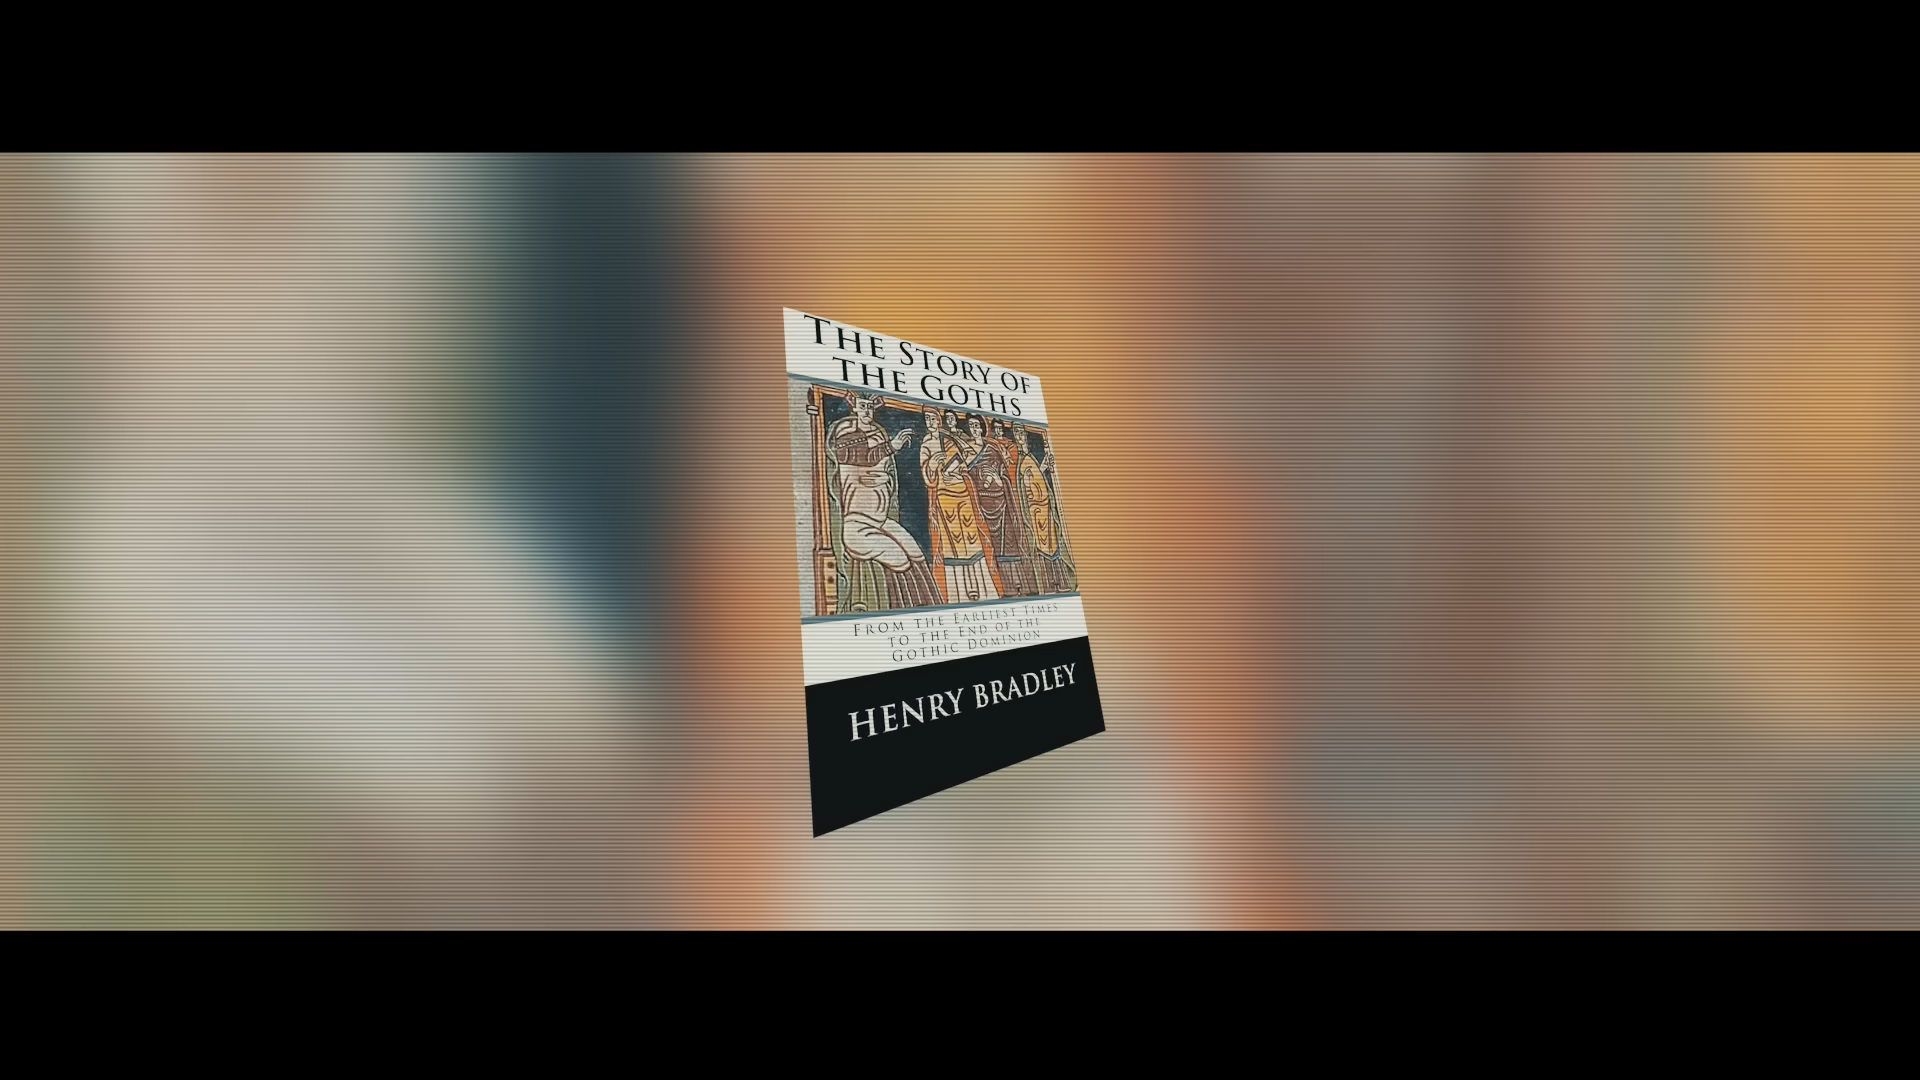 THE STORY OF
THE GOTHS
FROM THE EARLIEST TIMES
TO THE END OF THE
GOTHIC DOMINION
HENRY BRADLEY